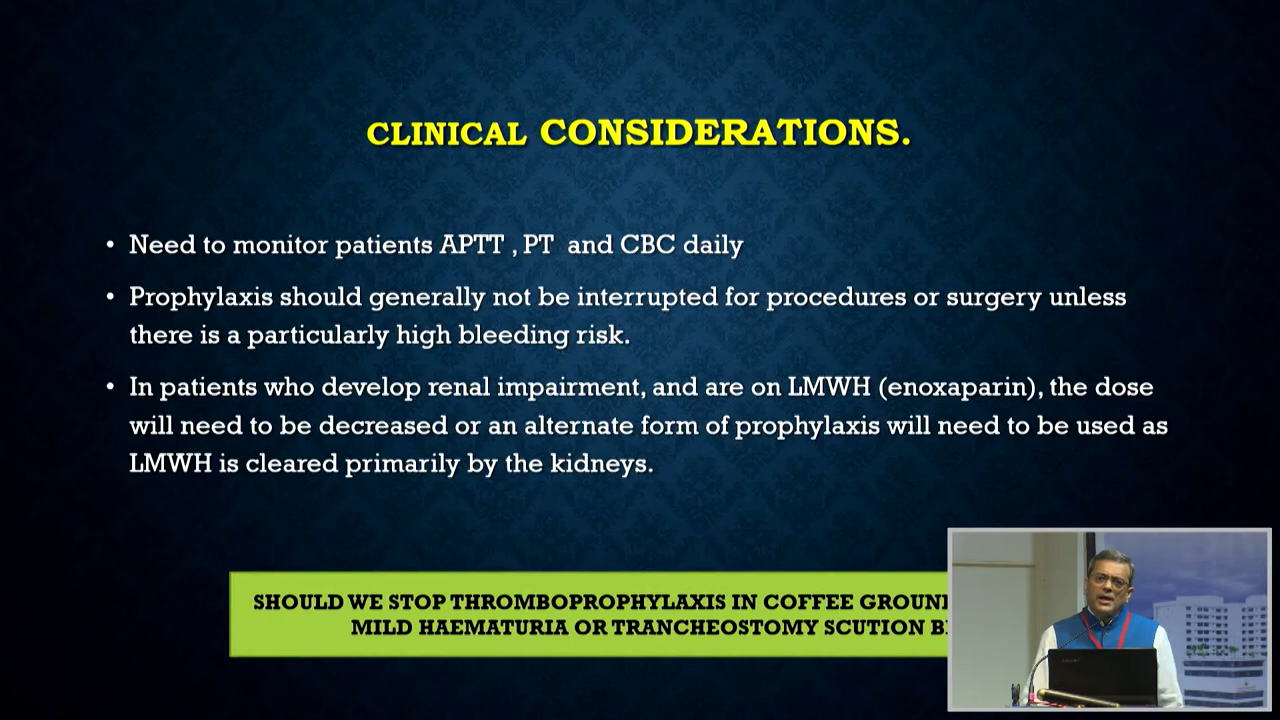 CLINICAL CONSIDERATIONS.
• Need to monitor patients APTT , PT and CBC daily
• Prophylaxis should generally not be interrupted for procedures or surgery unless
there is a particularly high bleeding risk.
• In patients who develop renal impairment, and are on LMWH (enoxaparin), the dose
will need to be decreased or an alternate form of prophylaxis will need to be used as
LMWH is cleared primarily by the kidneys.
SHOULD WE STOP THROMBOPROPHYLAXIS IN COFFEE
MILD HAEMATURIA OR TRANCHEOSTOMY SCUTION